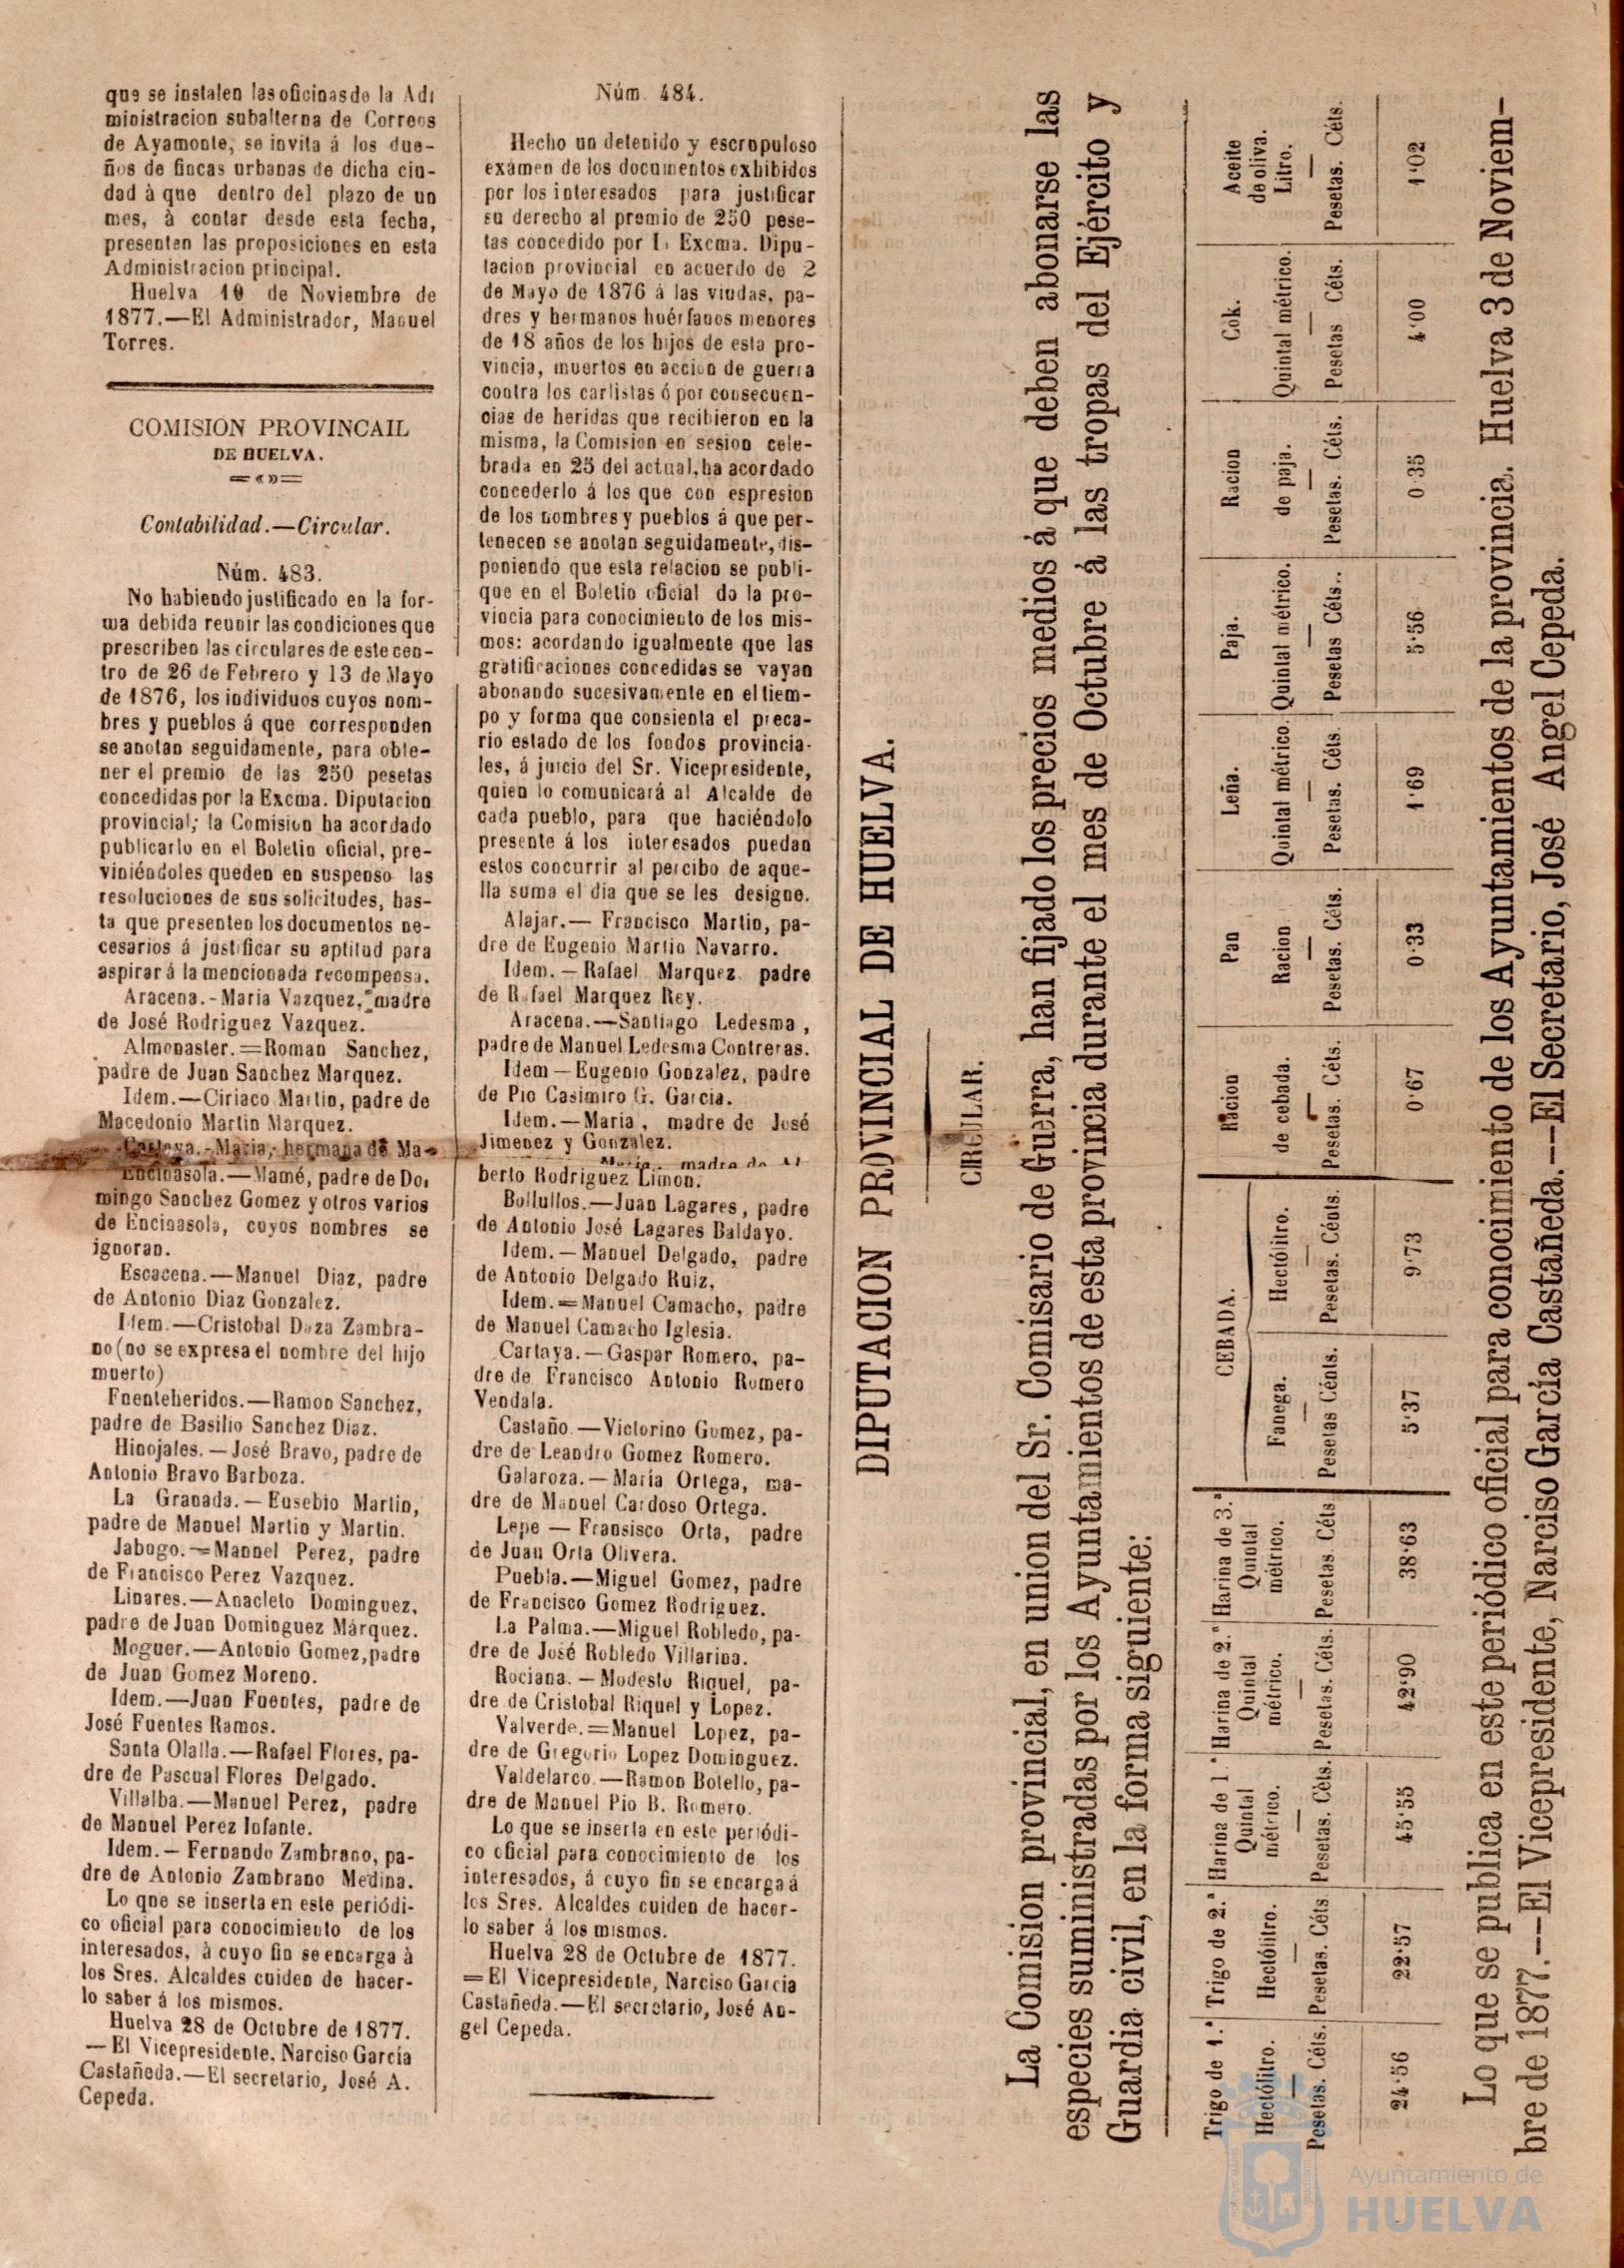 que se instalen las oficinas de la Ad
ministracion subalterna de Correos
de Ayamonte, se invita á los due-
ños de fincas urbanas de dicha ciu-
dad à que dentro del plazo de un
mes, à contar desde esta fecha,
presenten las proposiciones en esta
Administracion principal.
Huelva 10 de Noviembre de
1877.—El Administrador, Manuel
Torres.
COMISION PROVINCAIL
DE HUELVA.
Contabilidad.—Circular.
Núm. 483.
No habiendo justificado en la for-
ma debida reunir las condiciones que
prescriben las circulares de este cen-
tro de 26 de Febrero y 13 de Mayo
de 1876, los individuos cuyos nom-
bres y pueblos á que corresponden
se anotan seguidamente, para obte-
ner el premio de las 250 pesetas
concedidas por la Excma. Diputacion
provincial; la Comision ha acordado
publicarlo en el Boletin oficial, pre-
viniéndoles queden en suspenso las
resoluciones de sus solicitudes, has-
ta que presenten los documentos ne-
cesarios á justificar su aptitud para
aspirar á la mencionada recompensa.
Aracena.-Maria Vazquez, madre
de José Rodriguez Vazquez.
Almonaster.=Roman Sanchez,
padre de Juan Sanchez Marquez.
Idem.—Ciriaco Martin, padre de
Macedonio Martin Marquez.
Cartaya.-Maria, hermana de Ma-
Encinasola.—Mamé, padre de Do
mingo Sanchez Gomez y otros varios
de Encinasola, cuyos nombres se
ignoran.
Escacena.—Manuel Diaz, padre
de Antonio Diaz Gonzalez.
Idem.—Cristobal Daza Zambra-
no (no se expresa el nombre del hijo
muerto)
Fuenteheridos.—Ramon Sanchez,
padre de Basilio Sanchez Diaz.
Hinojales.—José Bravo, padre de
Antonio Bravo Barboza.
La Granada.—Eusebio Martin,
padre de Manuel Martin y Martin.
Jabugo.=Manuel Perez, padre
de Francisco Perez Vazquez.
Linares.—Anacleto Dominguez,
padre de Juan Dominguez Márquez.
Moguer.—Antonio Gomez, padre
de Juan Gomez Moreno.
Idem.—Juan Fuentes, padre de
José Fuentes Ramos.
Santa Olalla.—Rafael Flores, pa-
dre de Pascual Flores Delgado.
Villalba.—Manuel Perez, padre
de Manuel Perez Infante.
Idem.—Fernando Zambrano, pa-
dre de Antonio Zambrano Medina.
Lo que se inserta en este periódi-
co oficial para conocimiento de los
interesados, à cuyo fin se encarga à
los Sres. Alcaldes cuiden de hacer-
lo saber á los mismos.
Huelva 28 de Octubre de 1877.
—El Vicepresidente, Narciso García
Castañeda.—El secretario, José A.
Cepeda.
Núm. 484.
Hecho un detenido y escropuloso
exámen de los documentos exhibidos
por los interesados para justificar
su derecho al premio de 250 pese-
tas concedido por l. Excma. Dipu-
tacion provincial en acuerdo de 2
de Mayo de 1876 á las viudas, pa-
dres y hermanos huérfanos menores
de 18 años de los hijos de esta pro-
vincia, muertos en accion de guerra
contra los carlistas ó por consecuen-
cias de heridas que recibieron en la
misma, la Comision en sesion cele-
brada en 25 del actual, ha acordado
concederlo á los que con espresion
de los nombres y pueblos á que per-
tenecen se anotan seguidamente, dis-
poniendo que esta relacion se publi-
que en el Boletin oficial de la pro-
vincia para conocimiento de los mis-
mos: acordando igualmente que las
gratificaciones concedidas se vayan
abonando sucesivamente en el tiem-
po y forma que consienta el preca-
rio estado de los fondos provincia-
les, á juicio del Sr. Vicepresidente,
quien lo comunicará al Alcalde de
cada pueblo, para que haciéndolo
presente á los interesados puedan
estos concurrir al percibo de aque-
lla suma el dia que se les designe.
Alajar.—Francisco Martin, pa-
dre de Eugenio Martin Navarro.
Idem.—Rafael Marquez padre
de Rafael Marquez Rey.
Aracena.—Santiago Ledesma,
padre de Manuel Ledesma Contreras.
Idem—Eugenio Gonzalez, padre
de Pio Casimiro G. Garcia.
Idem.—Maria, madre de José
Jimenez y Gonzalez.
Maria, madre de Al
berto Rodriguez Limon.
Bollullos.—Juan Lagares, padre
de Antonio José Lagares Baldayo.
Idem.—Manuel Delgado, padre
de Antonio Delgado Ruiz,
Idem.=Manuel Camacho, padre
de Manuel Camacho Iglesia.
Cartaya.—Gaspar Romero, pa-
dre de Francisco Antonio Romero
Vendala.
Castaño.—Victorino Gomez, pa-
dre de Leandro Gomez Romero.
Galaroza.—María Ortega, ma-
dre de Manuel Cardoso Ortega.
Lepe—Fransisco Orta, padre
de Juan Orta Olivera.
Puebla.—Miguel Gomez, padre
de Francisco Gomez Rodriguez.
La Palma.—Miguel Robledo, pa-
dre de José Robledo Villarina.
Rociana.—Modesto Riquel, pa-
dre de Cristobal Riquel y Lopez.
Valverde.=Manuel Lopez, pa-
dre de Gregorio Lopez Dominguez.
Valdelarco.—Ramon Botello, pa-
dre de Manuel Pio B. Romero.
Lo que se inserta en este periódi-
co oficial para conocimiento de los
interesados, á cuyo fin se encarga á
los Sres. Alcaldes cuiden de hacer-
lo saber á los mismos.
Huelva 28 de Octubre de 1877.
=El Vicepresidente, Narciso Garcia
Castañeda.—El secretario, José An-
gel Cepeda.
DIPUTACION PROVINCIAL DE HUELVA.
CIRCULAR.
La Comision provincial, en union del Sr. Comisario de Guerra, han fijado los precios medios á que deben abonarse las
especies suministradas por los Ayuntamientos de esta provincia durante el mes de Octubre à las tropas del Ejército y
Guardia civil, en la forma siguiente:
Trigo de 1.ª Hectólitro. Pesetas. Céts. 24·56
Trigo de 2.ª Hectólitro. Pesetas. Céts 22·57
Harina de 1.ª Quintal métrico. Pesetas. Céts. 45·55
Harina de 2.ª Quintal métrico. Pesetas. Céts. 42·90
Harina de 3.ª Quintal métrico. Pesetas. Céts 38·63
CEBADA.
Fanega. Pesetas Cénts. 5·37
Hectólitro. Pesetas. Cénts. 9·73
Racion de cebada. Pesetas. Céts. 0·67
Pan Racion Pesetas. Céts. 0·33
Leña. Quintal métrico. Pesetas. Céts. 1·69
Paja. Quintal métrico. Pesetas Céts.. 5·56
Racion de paja. Pesetas. Céts. 0·35
Cok. Quintal métrico. Pesetas Céts. 4·00
Aceite de oliva. Litro. Pesetas. Céts. 1·02
Lo que se publica en este periódico oficial para conocimiento de los Ayuntamientos de la provincia. Huelva 3 de Noviem-
bre de 1877.—El Vicepresidente, Narciso García Castañeda.—El Secretario, José Angel Cepeda.
Ayuntamiento de
HUELVA